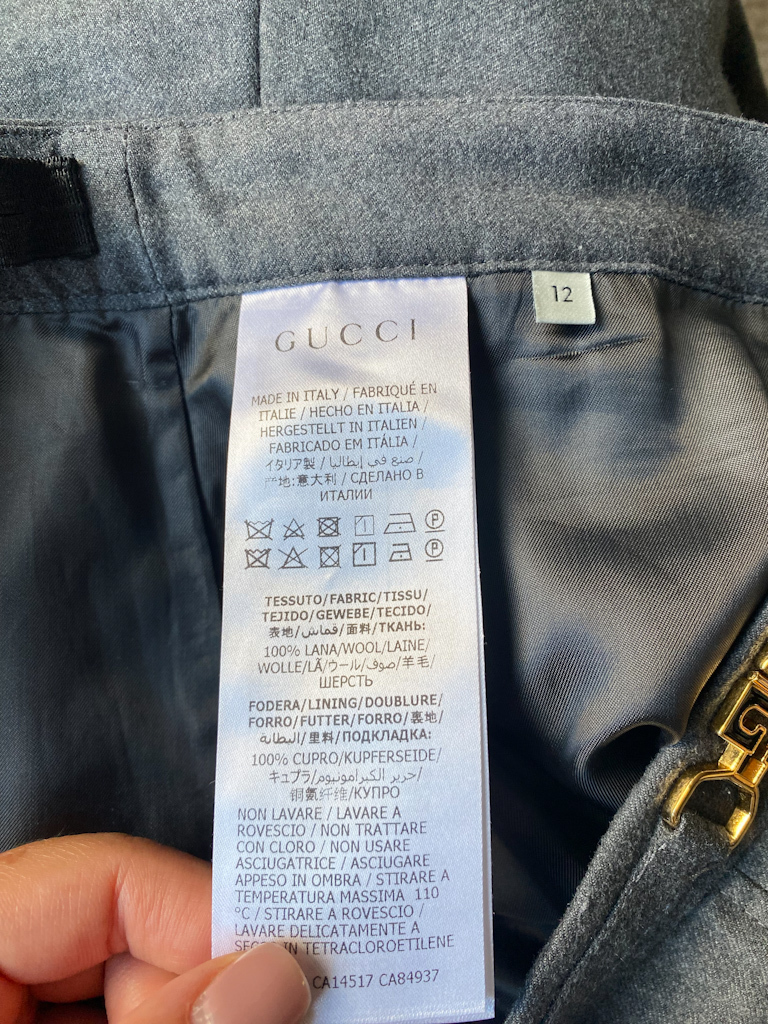 GUCCI
12
MADE IN ITALY / FABRIQUÉ EN
ITALIE / HECHO EN ITALIA /
HERGESTELLT IN ITALIEN /
FABRICADO EM ITÁLIA /
イタリア製 / صنع في إيطاليا /
产地:意大利 / СДЕЛАНО В
ИТАЛИИ
P
P
TESSUTO/FABRIC/TISSU/
TEJIDO/GEWEBE/TECIDO/
表地/قماش/面料/ТКАНЬ:
100% LANA/WOOL/LAINE/
WOLLE/LÃ/ウール/صوف/羊毛/
ШЕРСТЬ
FODERA/LINING/DOUBLURE/
FORRO/FUTTER/FORRO/裏地/
البطانة/里料/ПОДКЛАДКА:
100% CUPRO/KUPFERSEIDE/
キュプラ/حرير الكبرامونيوم/
铜氨纤维/КУПРО
NON LAVARE / LAVARE A
ROVESCIO / NON TRATTARE
CON CLORO / NON USARE
ASCIUGATRICE / ASCIUGARE
APPESO IN OMBRA / STIRARE A
TEMPERATURA MASSIMA 110
°C / STIRARE A ROVESCIO /
LAVARE DELICATAMENTE A
SECCO IN TETRACLOROETILENE
CA14517 CA84937